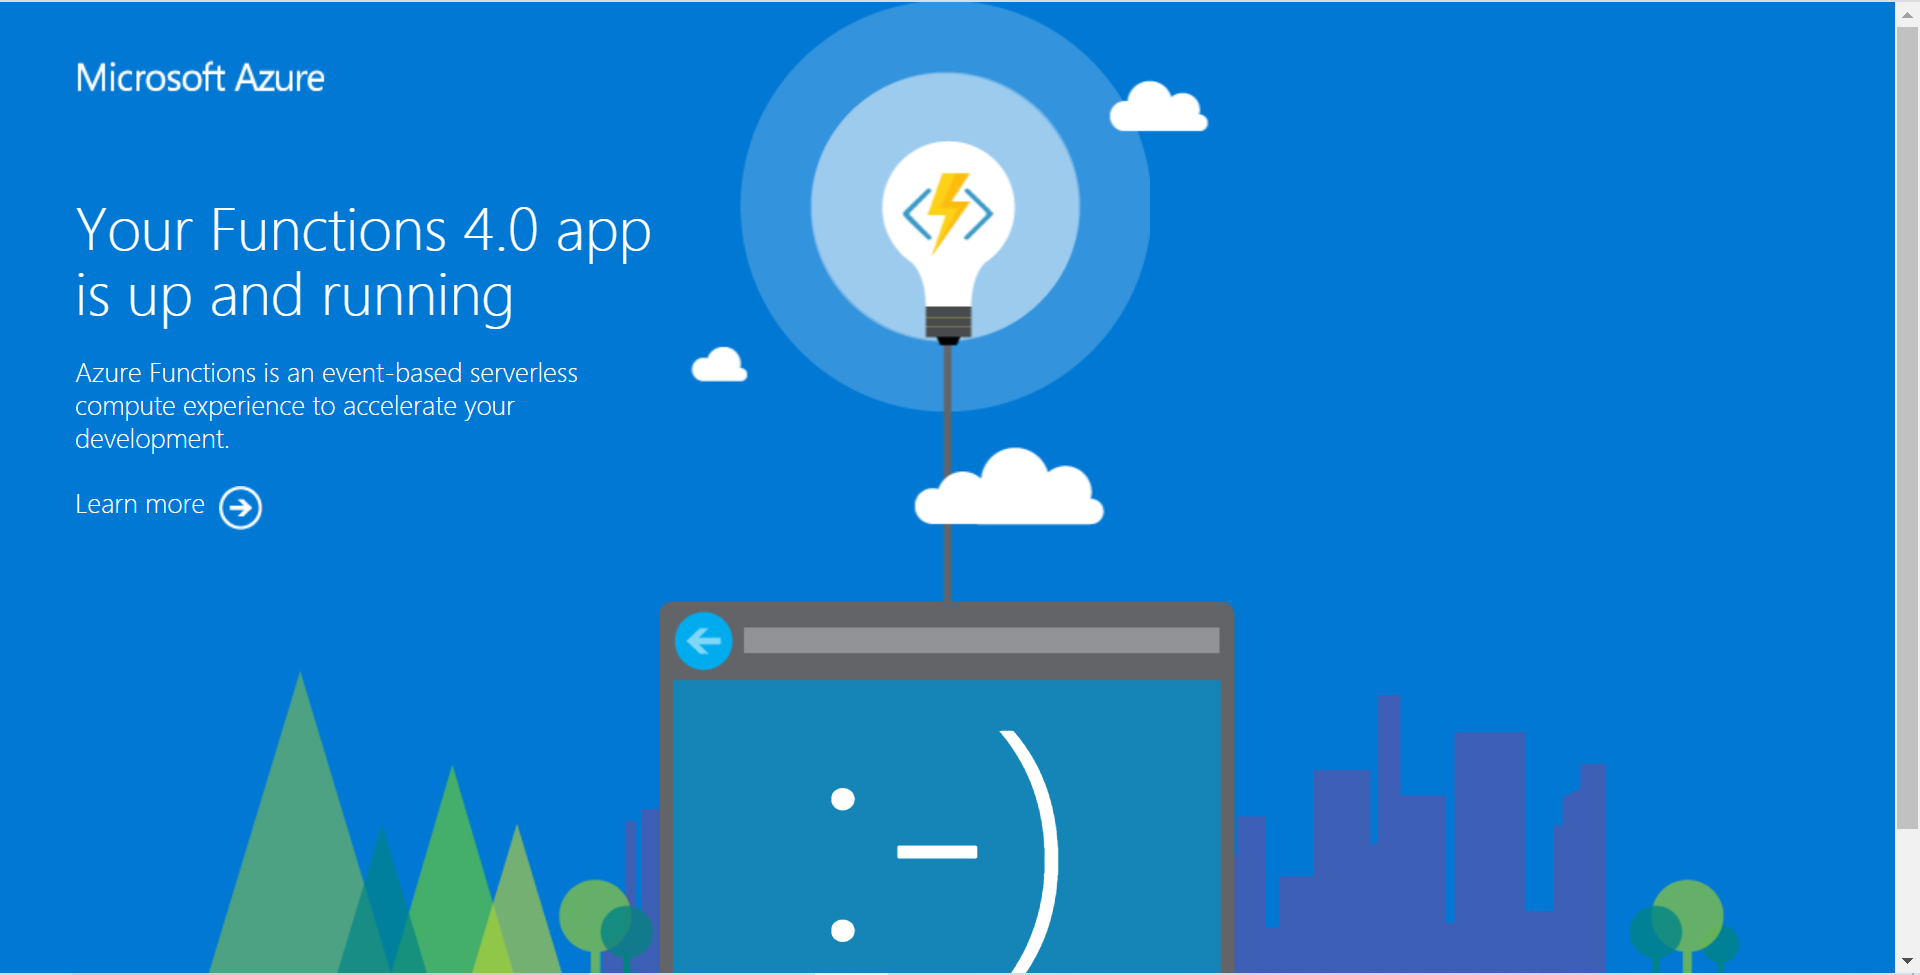 Microsoft Azure
Your Functions 4.0 app
is up and running
Azure Functions is an event-based serverless
compute experience to accelerate your
development.
Learn more
:-)